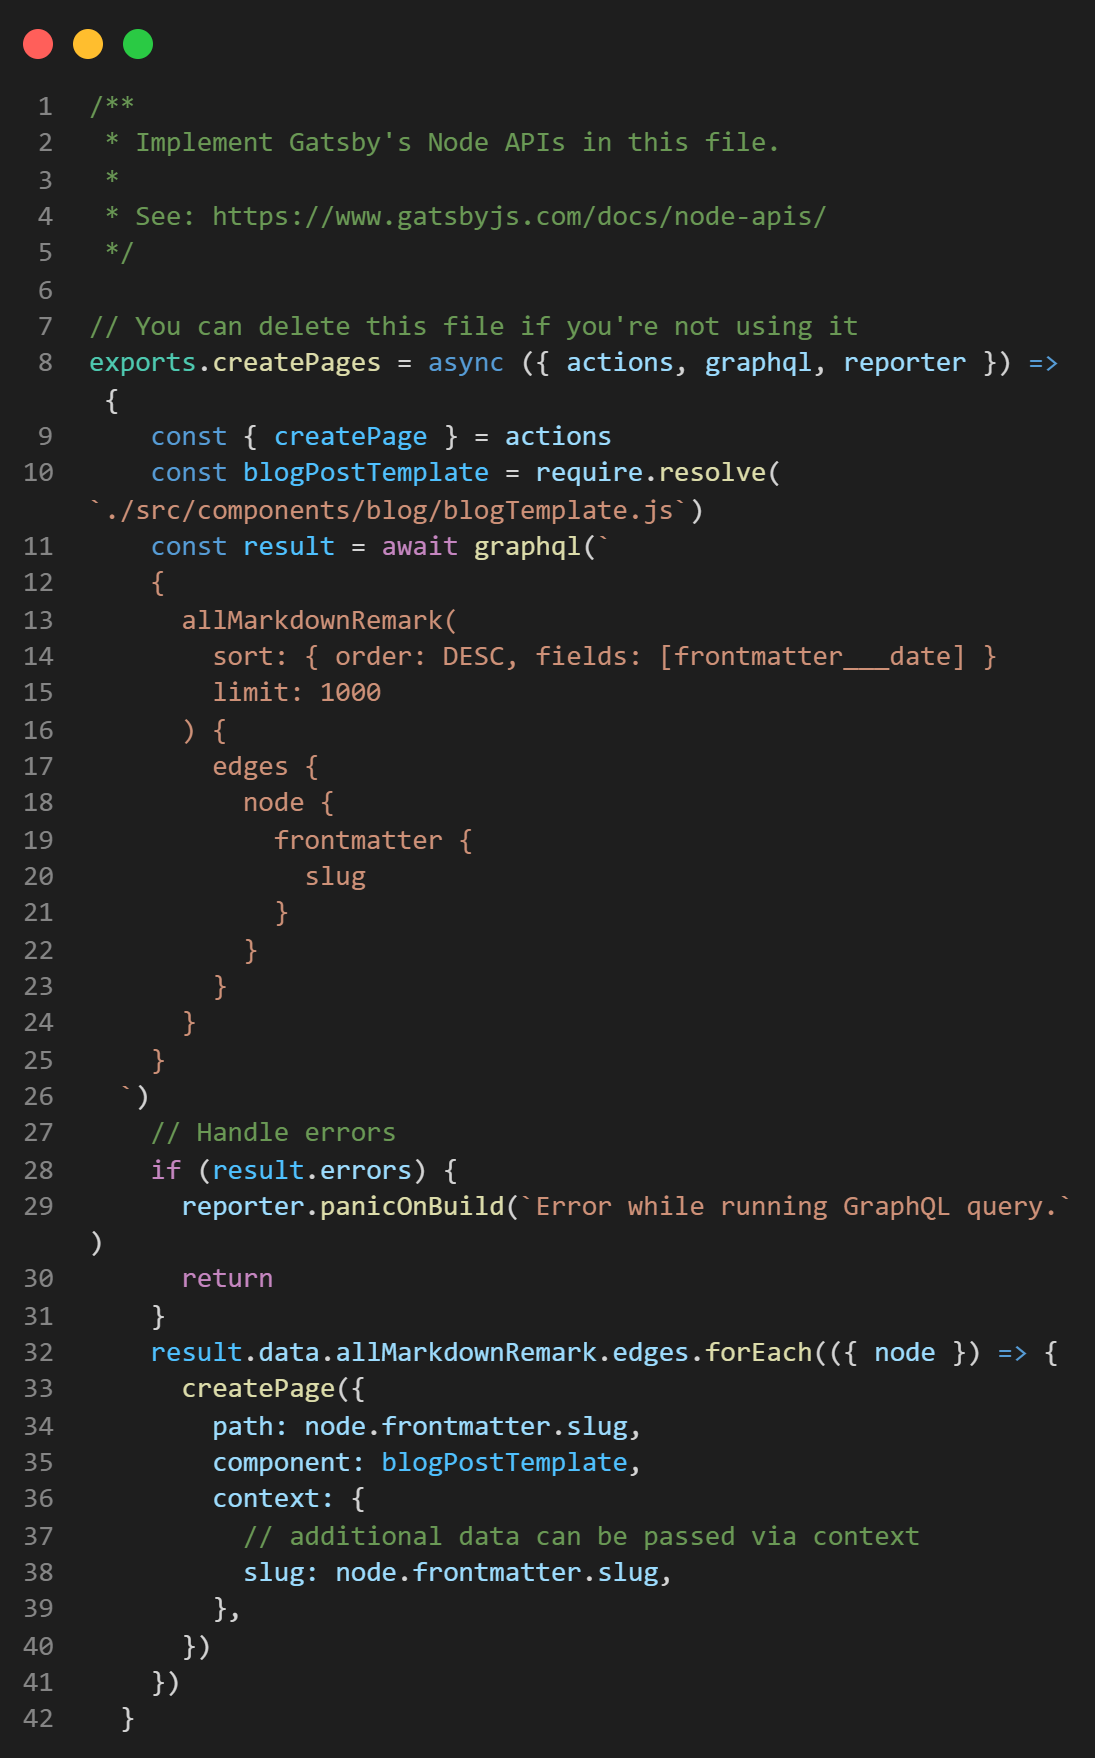 1 /**
2  * Implement Gatsby's Node APIs in this file.
3  *
4  * See: https://www.gatsbyjs.com/docs/node-apis/
5  */
6
7 // You can delete this file if you're not using it
8 exports.createPages = async ({ actions, graphql, reporter }) =>
 {
9     const { createPage } = actions
10     const blogPostTemplate = require.resolve(
`./src/components/blog/blogTemplate.js`)
11     const result = await graphql(`
12     {
13       allMarkdownRemark(
14         sort: { order: DESC, fields: [frontmatter___date] }
15         limit: 1000
16       ) {
17         edges {
18           node {
19             frontmatter {
20               slug
21             }
22           }
23         }
24       }
25     }
26   `)
27     // Handle errors
28     if (result.errors) {
29       reporter.panicOnBuild(`Error while running GraphQL query.`
)
30       return
31     }
32     result.data.allMarkdownRemark.edges.forEach(({ node }) => {
33       createPage({
34         path: node.frontmatter.slug,
35         component: blogPostTemplate,
36         context: {
37           // additional data can be passed via context
38           slug: node.frontmatter.slug,
39         },
40       })
41     })
42   }